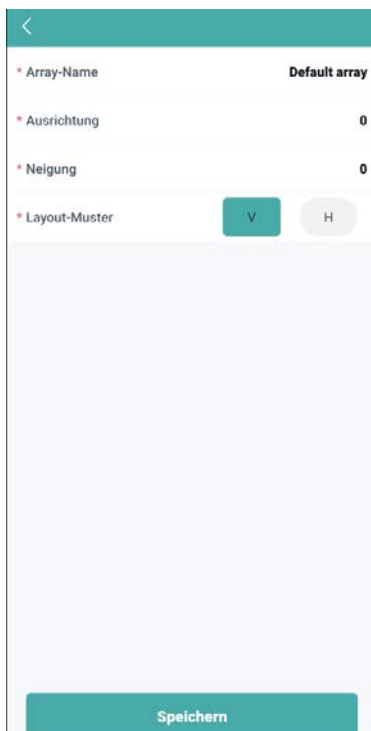 * Array-Name Default array
* Ausrichtung 0
* Neigung 0
* Layout-Muster V H
Speichern